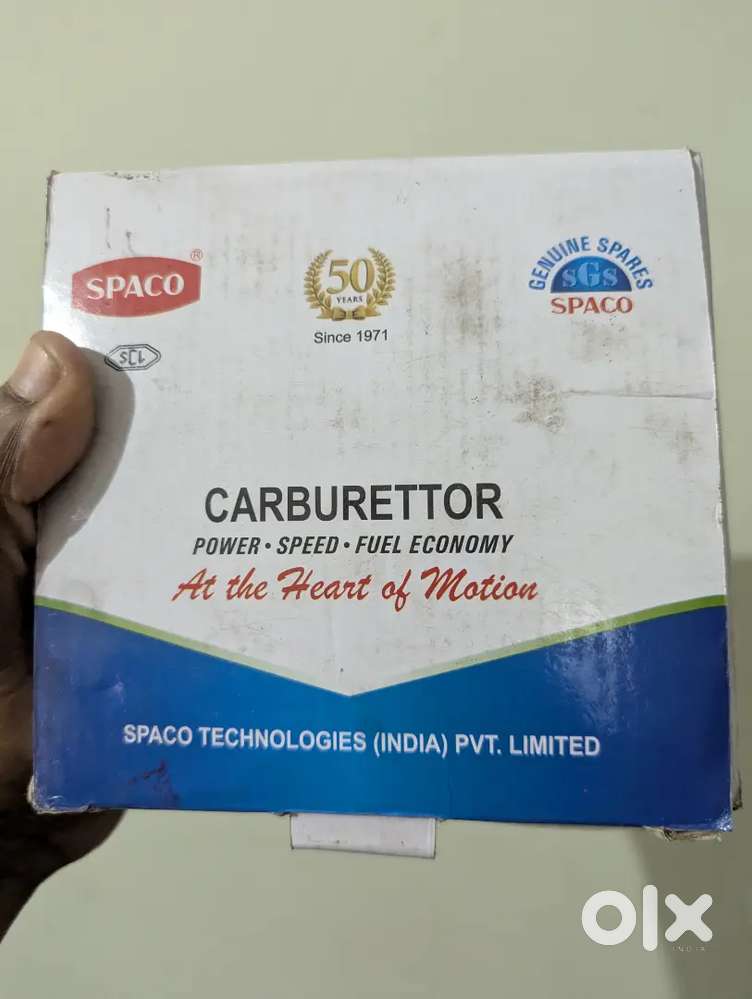 SPACO ®
50
YEARS
Since 1971
GENUINE SPARES
SGS
SPACO
CARBURETTOR
POWER • SPEED • FUEL ECONOMY
At the Heart of Motion
SPACO TECHNOLOGIES (INDIA) PVT. LIMITED
olx
INDIA